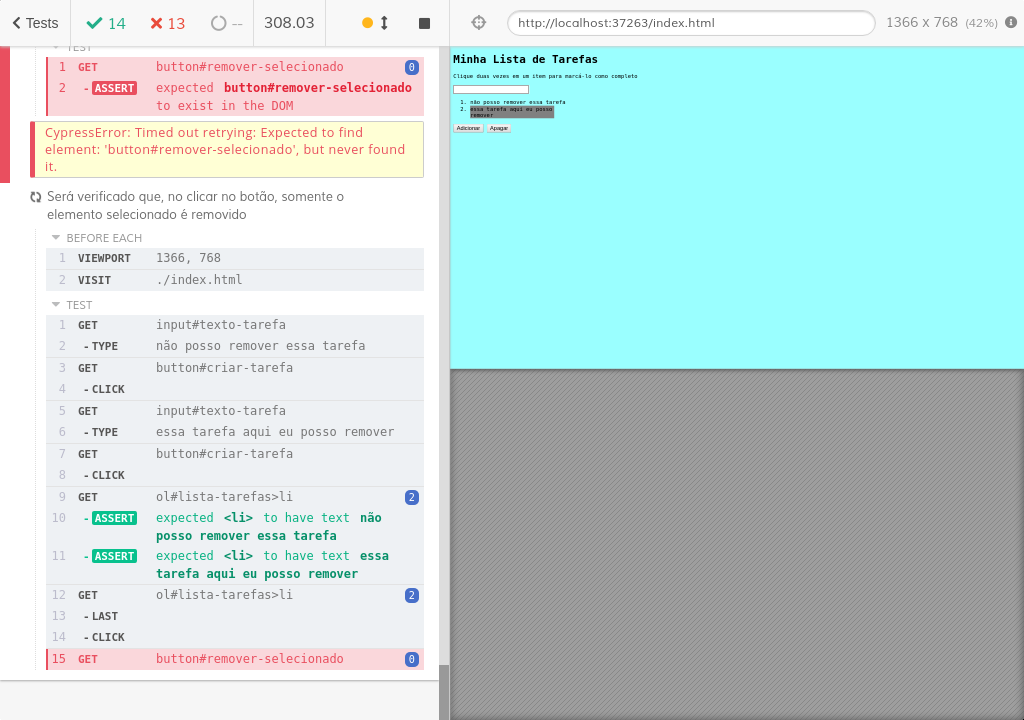 Tests
14
13
--
308.03
http://localhost:37263/index.html
1366 x 768 (42%)
TEST
1 GET button#remover-selecionado 0
2 - ASSERT expected button#remover-selecionado
to exist in the DOM
CypressError: Timed out retrying: Expected to find
element: 'button#remover-selecionado', but never found
it.
Será verificado que, no clicar no botão, somente o
elemento selecionado é removido
BEFORE EACH
1 VIEWPORT 1366, 768
2 VISIT ./index.html
TEST
1 GET input#texto-tarefa
2 - TYPE não posso remover essa tarefa
3 GET button#criar-tarefa
4 - CLICK
5 GET input#texto-tarefa
6 - TYPE essa tarefa aqui eu posso remover
7 GET button#criar-tarefa
8 - CLICK
9 GET ol#lista-tarefas>li 2
10 - ASSERT expected <li> to have text não
posso remover essa tarefa
11 - ASSERT expected <li> to have text essa
tarefa aqui eu posso remover
12 GET ol#lista-tarefas>li 2
13 - LAST
14 - CLICK
15 GET button#remover-selecionado 0
Minha Lista de Tarefas
Clique duas vezes em um item para marcá-lo como completo
1. não posso remover essa tarefa
2. essa tarefa aqui eu posso
remover
Adicionar Apagar